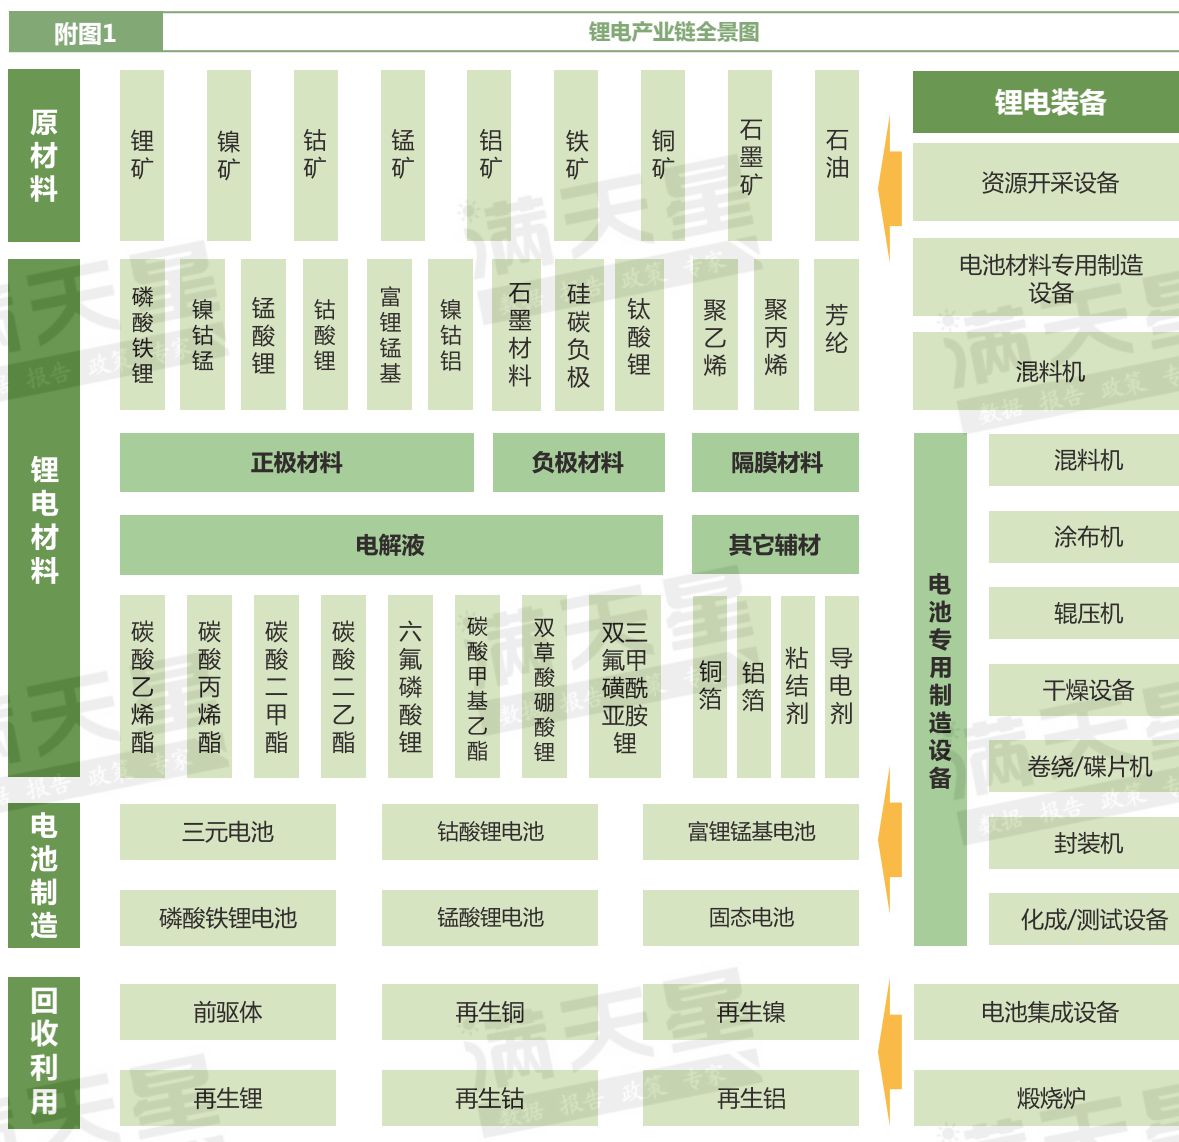 附图1
锂电产业链全景图
原材料
锂矿
镍矿
钴矿
锰矿
铝矿
铁矿
铜矿
石墨矿
石油
锂电装备
资源开采设备
电池材料专用制造
设备
混料机
锂电材料
磷酸铁锂
镍钴锰
锰酸锂
钴酸锂
富锂锰基
镍钴铝
石墨材料
硅碳负极
钛酸锂
聚乙烯
聚丙烯
芳纶
正极材料
负极材料
隔膜材料
电解液
其它辅材
碳酸乙烯酯
碳酸丙烯酯
碳酸二甲酯
碳酸二乙酯
六氟磷酸锂
碳酸甲基乙酯
双草酸硼酸锂
双三
氟甲
磺酰
亚胺
锂
铜箔
铝箔
粘结剂
导电剂
电池专用制造设备
混料机
涂布机
辊压机
干燥设备
卷绕/碟片机
封装机
化成/测试设备
电池制造
三元电池
钴酸锂电池
富锂锰基电池
磷酸铁锂电池
锰酸锂电池
固态电池
回收利用
前驱体
再生铜
再生镍
再生锂
再生钴
再生铝
电池集成设备
煅烧炉
满天星
数据 报告 政策 专家